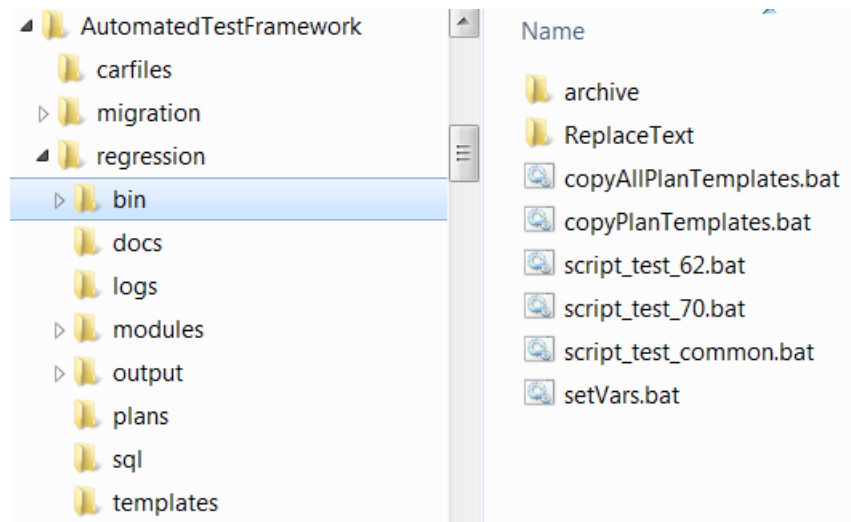 AutomatedTestFramework
carfiles
migration
regression
bin
docs
logs
modules
output
plans
sql
templates
Name
archive
ReplaceText
copyAllPlanTemplates.bat
copyPlanTemplates.bat
script_test_62.bat
script_test_70.bat
script_test_common.bat
setVars.bat